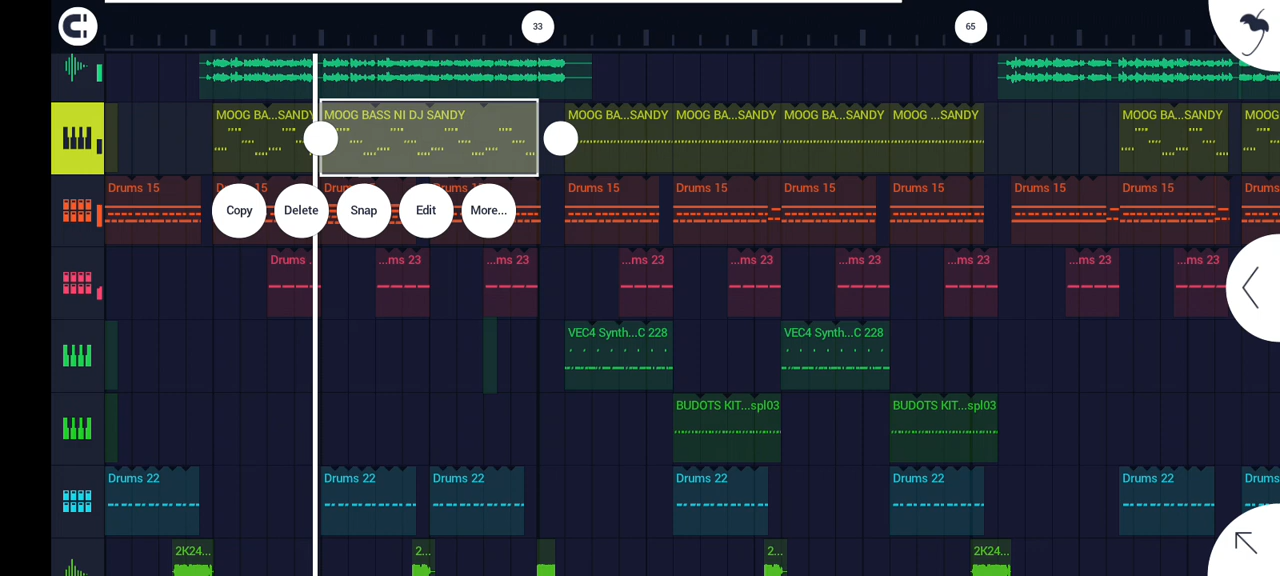 33
65
MOOG BA...SANDY
MOOG BASS NI DJ SANDY
MOOG BA...SANDY
MOOG BA...SANDY
MOOG BA...SANDY
MOOG ...SANDY
MOOG BA...SANDY
MOOG
Drums 15
Drums 15
Drums 15
Drums 15
Drums 15
Drums 15
Drums 15
Drums
Copy
Delete
Snap
Edit
More...
Drums .
...ms 23
...ms 23
...ms 23
...ms 23
...ms 23
...ms 23
...ms 23
...ms 23
VEC4 Synth...C 228
VEC4 Synth...C 228
BUDOTS KIT...spl03
BUDOTS KIT...spl03
Drums 22
Drums 22
Drums 22
Drums 22
Drums 22
Drums 22
Drums
2K24...
2...
2...
2K24...